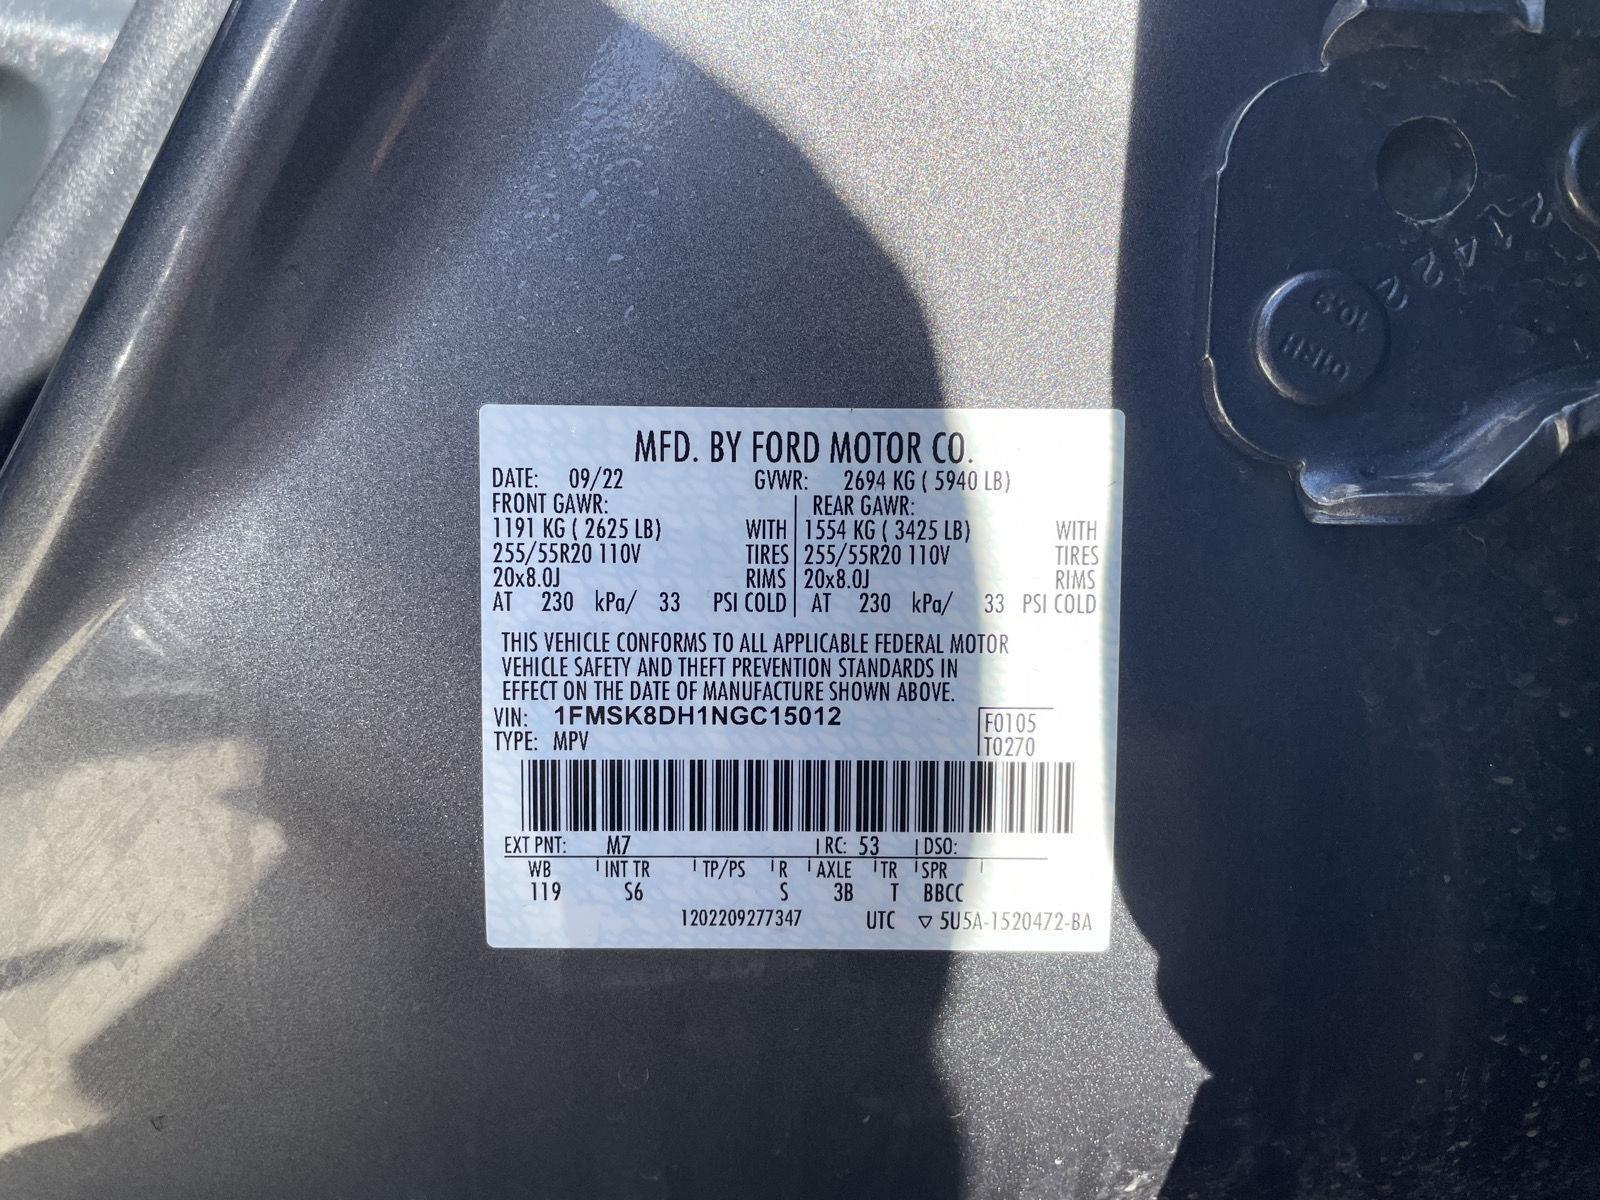 MFD. BY FORD MOTOR CO.
DATE: 09/22 GVWR: 2694 KG ( 5940 LB)
FRONT GAWR: REAR GAWR:
1191 KG ( 2625 LB) WITH 1554 KG ( 3425 LB) WITH
255/55R20 110V TIRES 255/55R20 110V TIRES
20x8.0J RIMS 20x8.0J RIMS
AT 230 kPa/ 33 PSI COLD AT 230 kPa/ 33 PSI COLD
THIS VEHICLE CONFORMS TO ALL APPLICABLE FEDERAL MOTOR
VEHICLE SAFETY AND THEFT PREVENTION STANDARDS IN
EFFECT ON THE DATE OF MANUFACTURE SHOWN ABOVE.
VIN: 1FMSK8DH1NGC15012 F0105
TYPE: MPV T0270
EXT PNT: M7 RC: 53 DSO:
WB INT TR TP/PS R AXLE TR SPR
119 S6 S 3B T BBCC
1202209277347 UTC ▽ 5U5A-1520472-BA
10.9